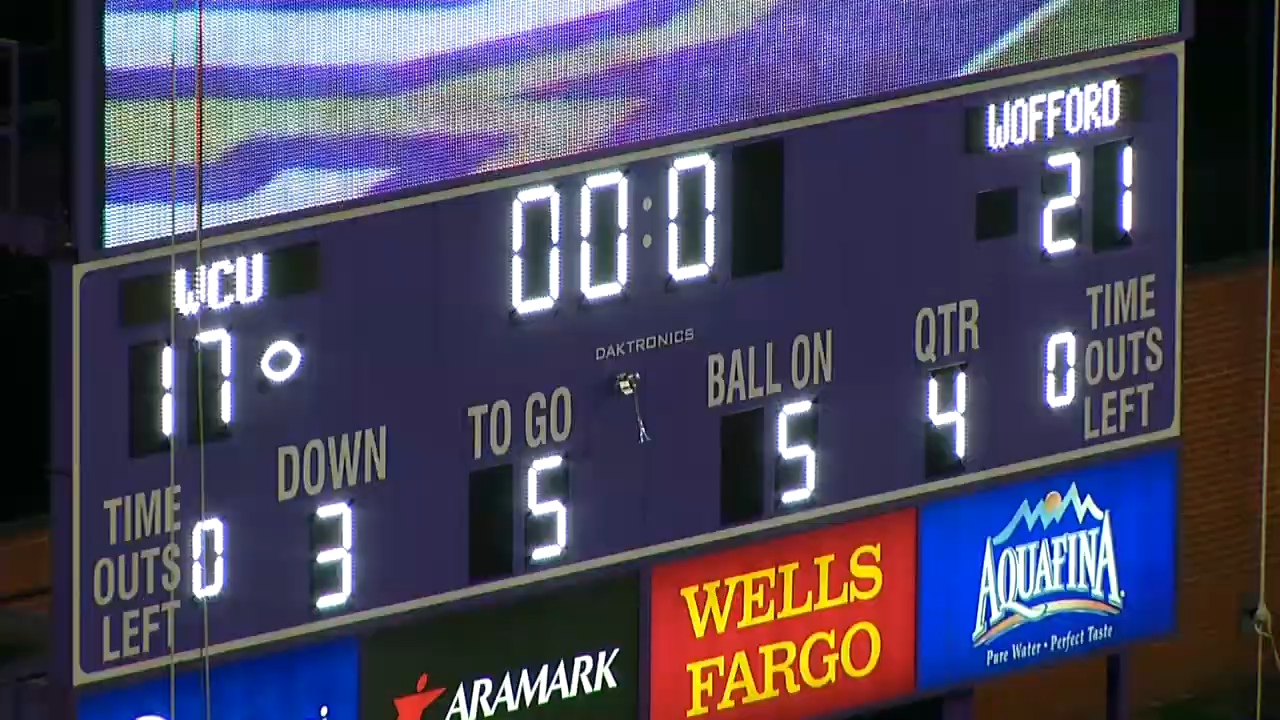 WOFFORD
00:0
21
WCU
17
DAKTRONICS
QTR
4
TIME
OUTS
LEFT
0
BALL ON
5
TO GO
5
DOWN
3
TIME
OUTS
LEFT
0
ARAMARK
WELLS
FARGO
AQUAFINA
Pure Water • Perfect Taste